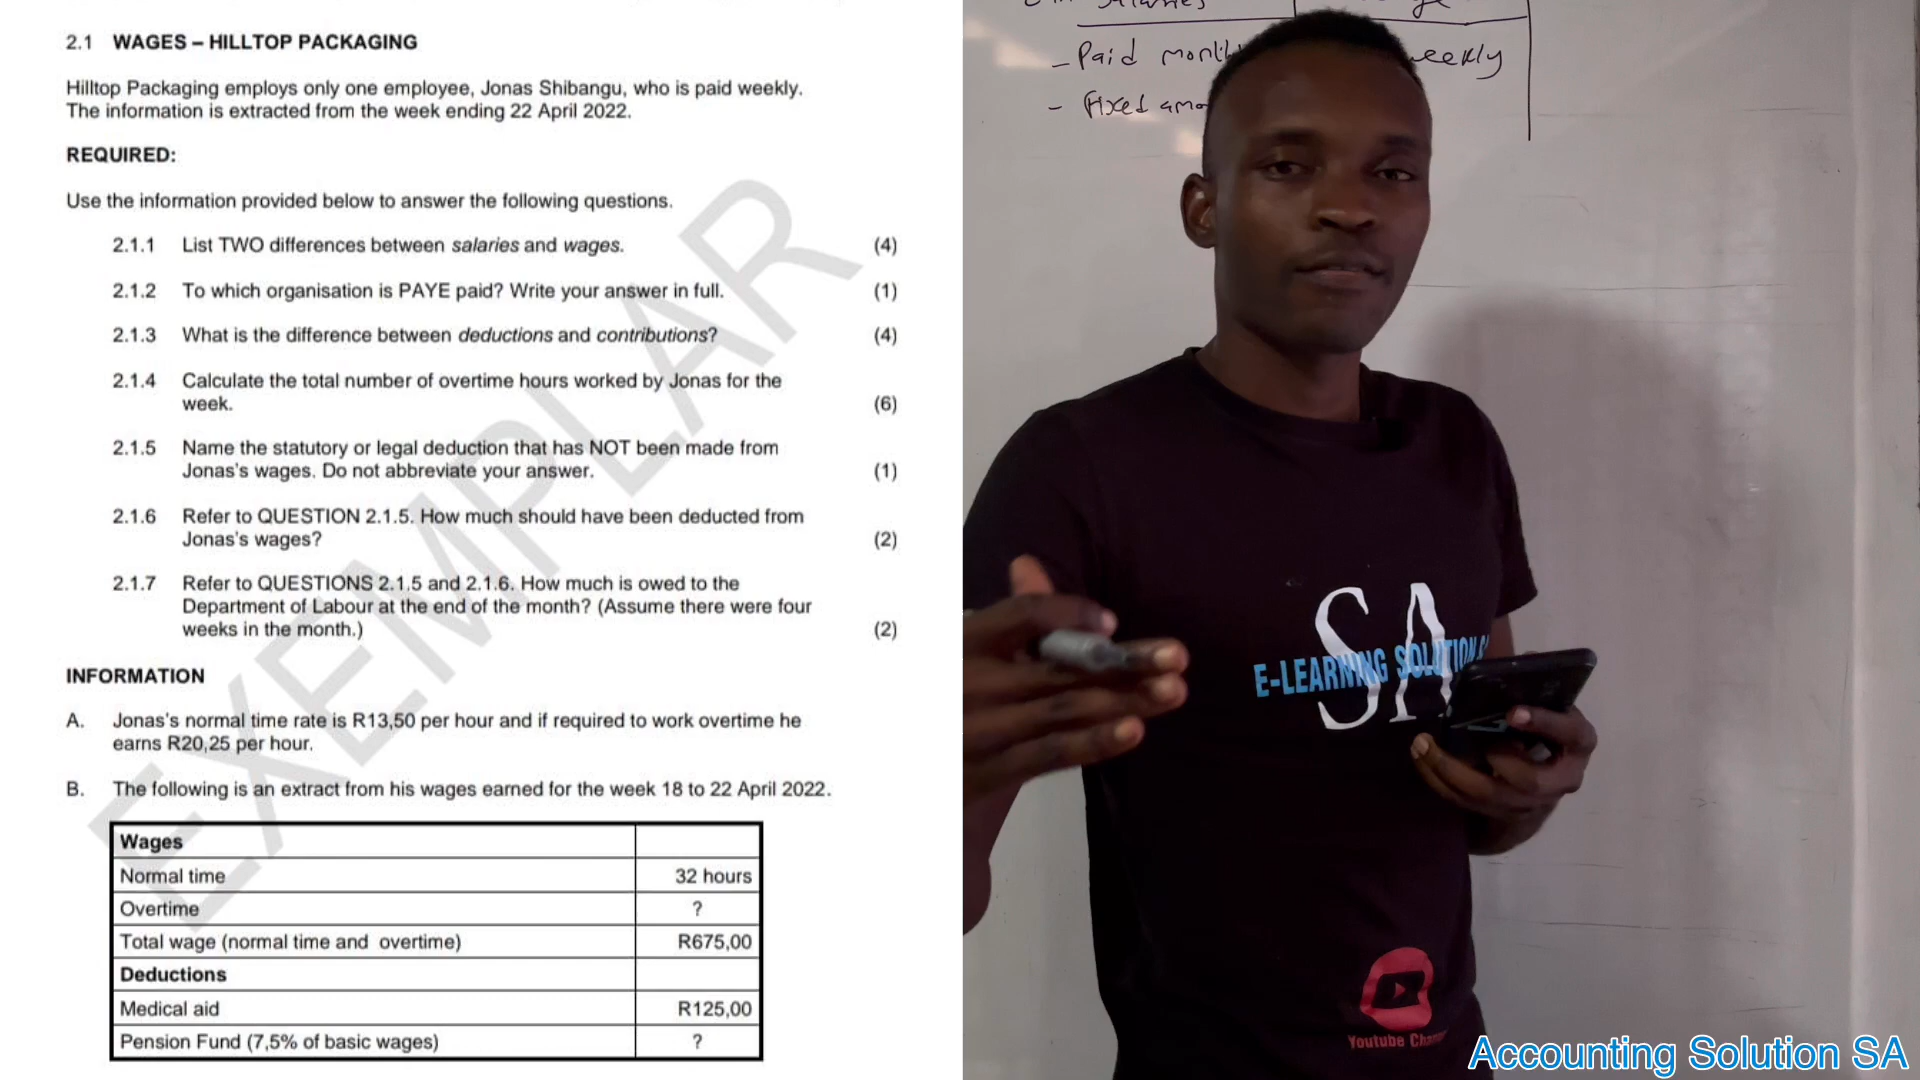 2.1 WAGES – HILLTOP PACKAGING
Hilltop Packaging employs only one employee, Jonas Shibangu, who is paid weekly.
The information is extracted from the week ending 22 April 2022.
REQUIRED:
Use the information provided below to answer the following questions.
2.1.1 List TWO differences between salaries and wages. (4)
2.1.2 To which organisation is PAYE paid? Write your answer in full. (1)
2.1.3 What is the difference between deductions and contributions? (4)
2.1.4 Calculate the total number of overtime hours worked by Jonas for the
week. (6)
2.1.5 Name the statutory or legal deduction that has NOT been made from
Jonas's wages. Do not abbreviate your answer. (1)
2.1.6 Refer to QUESTION 2.1.5. How much should have been deducted from
Jonas's wages? (2)
2.1.7 Refer to QUESTIONS 2.1.5 and 2.1.6. How much is owed to the
Department of Labour at the end of the month? (Assume there were four
weeks in the month.) (2)
INFORMATION
A. Jonas's normal time rate is R13,50 per hour and if required to work overtime he
earns R20,25 per hour.
B. The following is an extract from his wages earned for the week 18 to 22 April 2022.
Wages
Normal time 32 hours
Overtime ?
Total wage (normal time and overtime) R675,00
Deductions
Medical aid R125,00
Pension Fund (7,5% of basic wages) ?
EXEMPLAR
- Paid
- Fixed
SA
E-LEARNING SOLUTION
Youtube
Accounting Solution SA